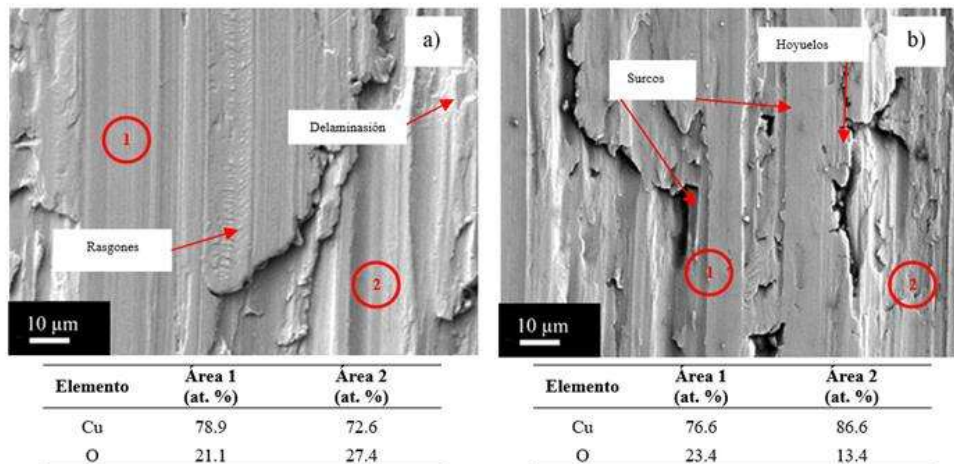 a)
Delaminasión
1
Rasgones
2
10 µm
b)
Hoyuelos
Surcos
1
2
10 µm
Elemento Área 1 (at. %) Área 2 (at. %)
Cu 78.9 72.6
O 21.1 27.4
Elemento Área 1 (at. %) Área 2 (at. %)
Cu 76.6 86.6
O 23.4 13.4